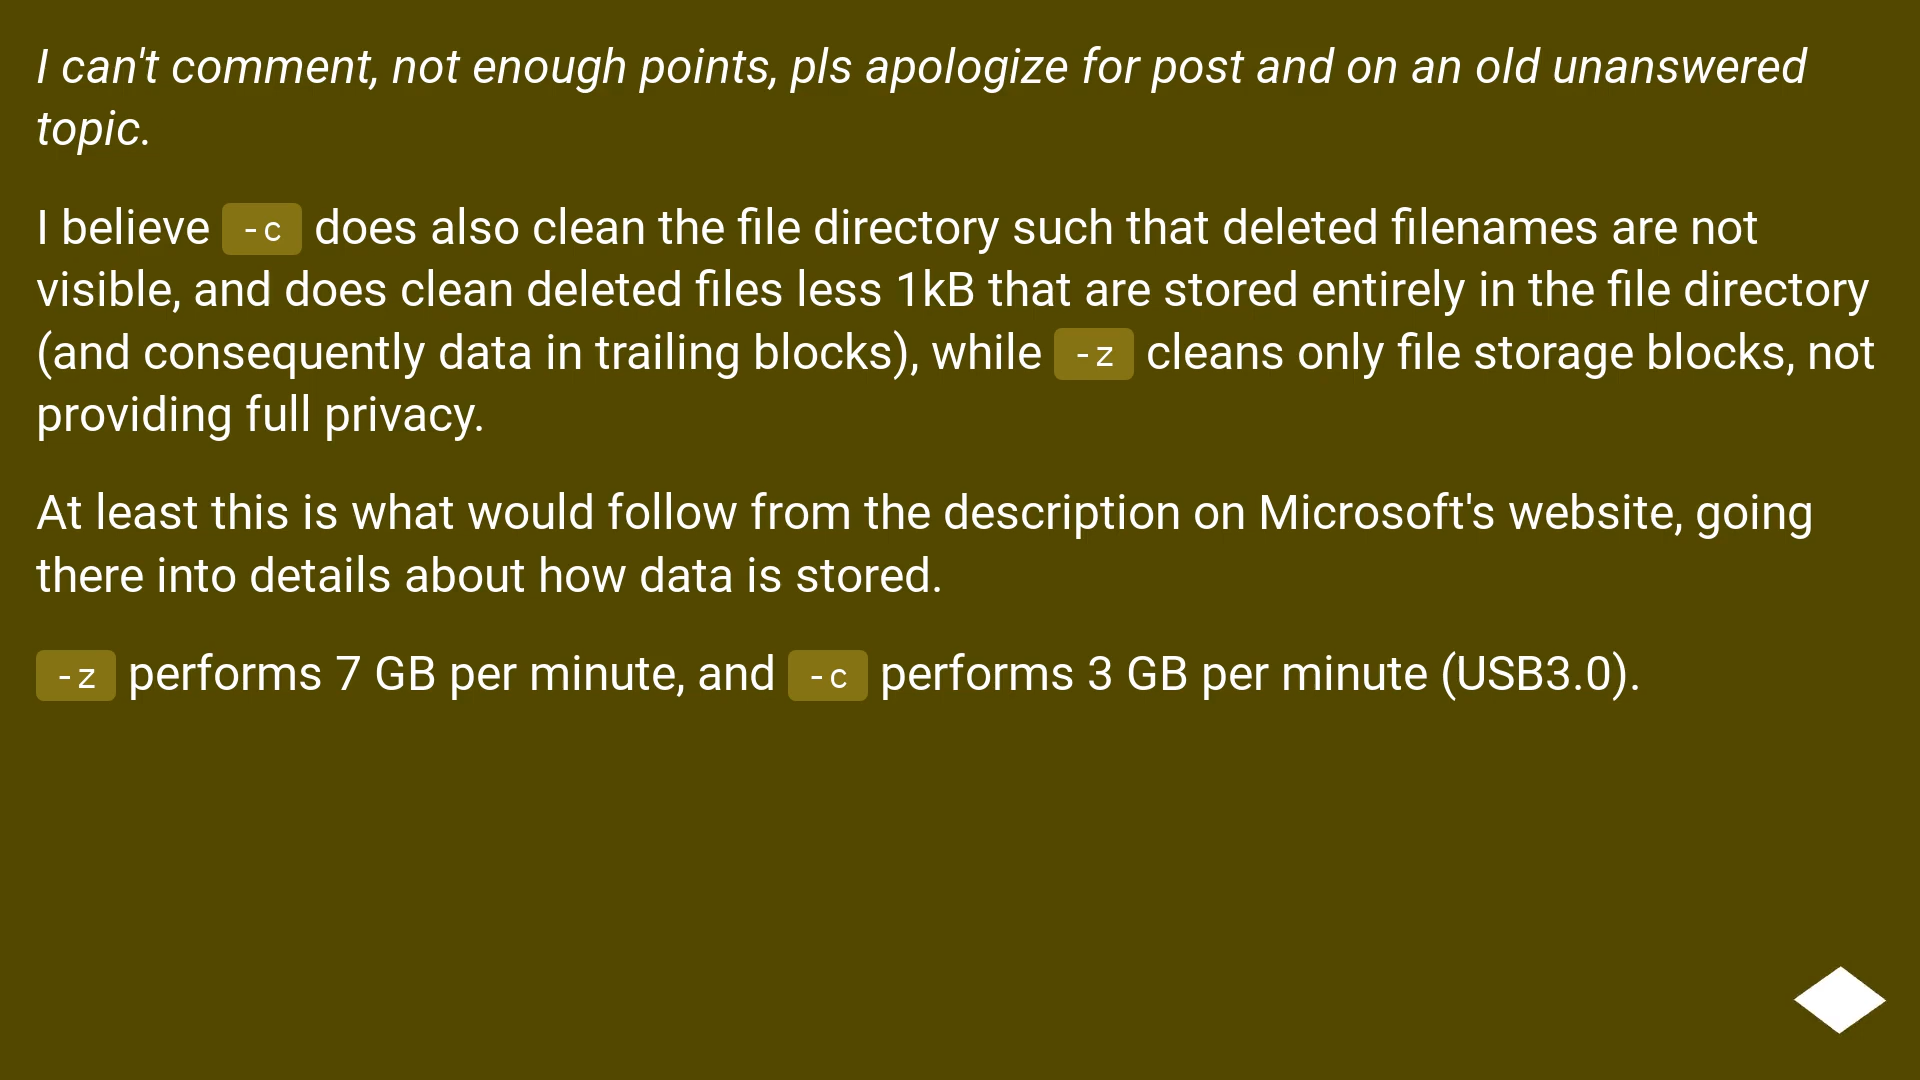 I can't comment, not enough points, pls apologize for post and on an old unanswered
topic.
I believe -c does also clean the file directory such that deleted filenames are not
visible, and does clean deleted files less 1kB that are stored entirely in the file directory
(and consequently data in trailing blocks), while -z cleans only file storage blocks, not
providing full privacy.
At least this is what would follow from the description on Microsoft's website, going
there into details about how data is stored.
-z performs 7 GB per minute, and -c performs 3 GB per minute (USB3.0).